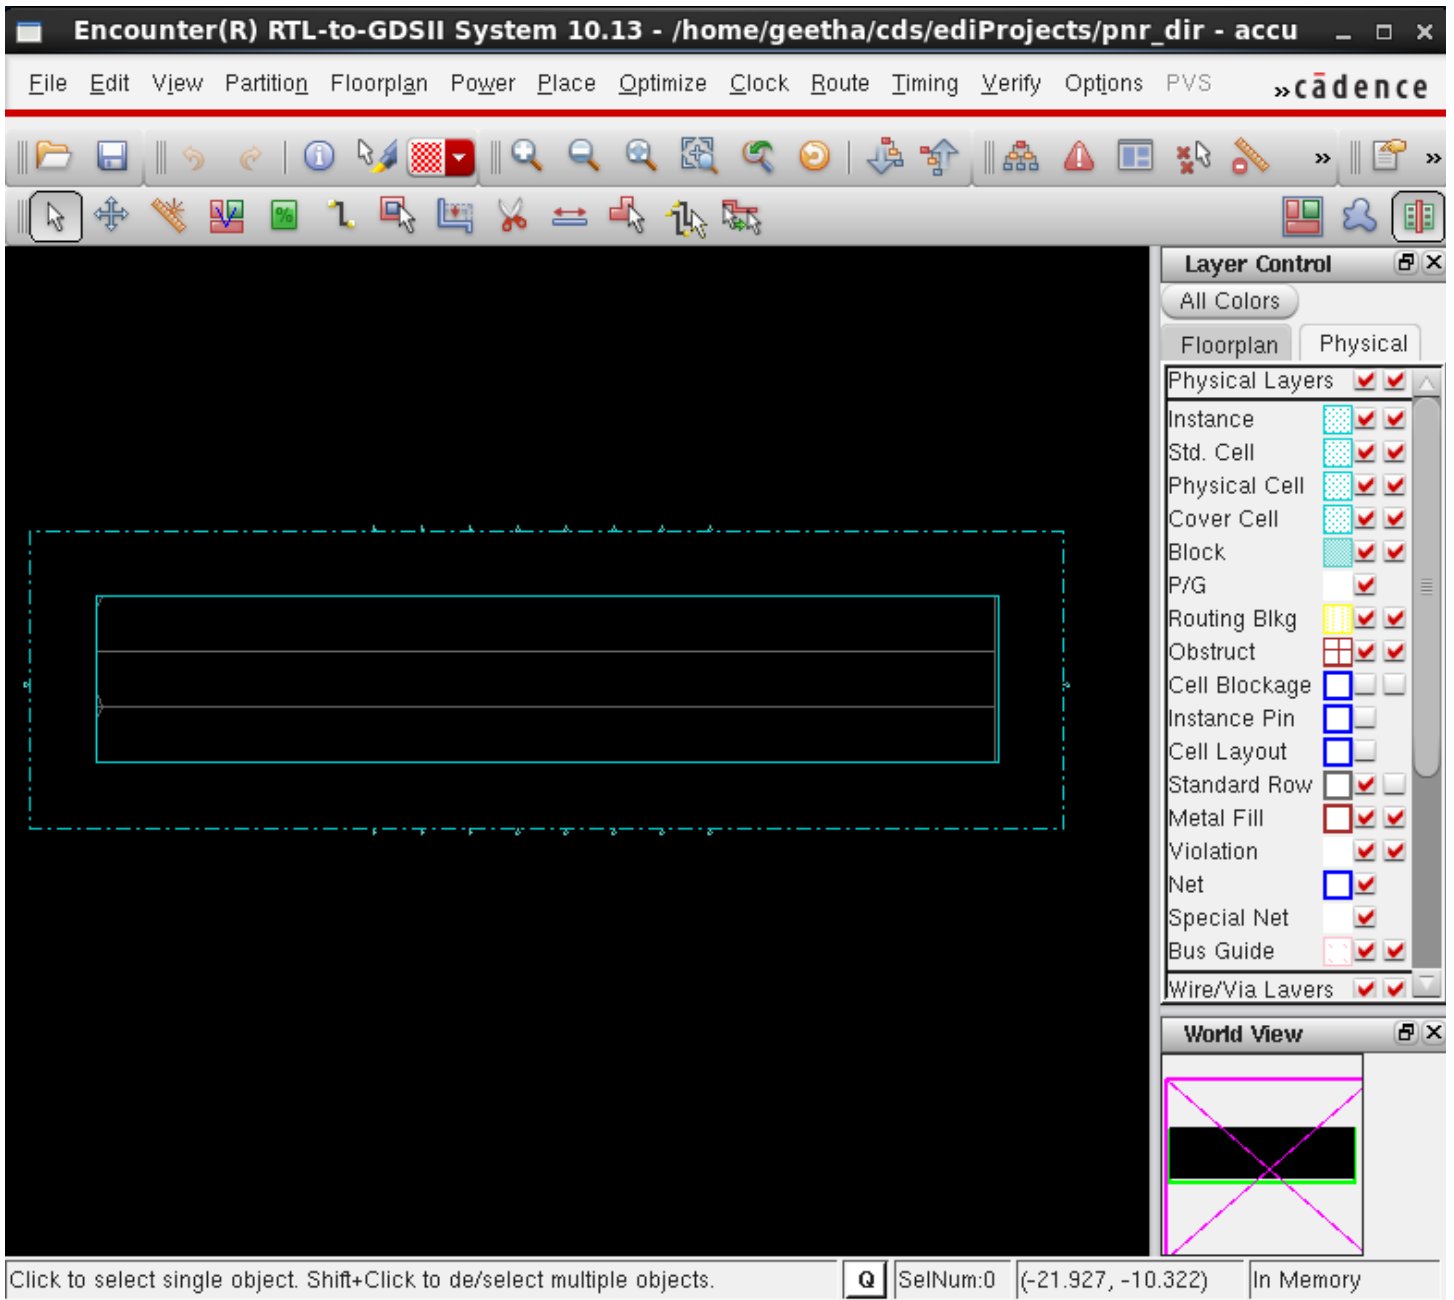 Encounter(R) RTL-to-GDSII System 10.13 - /home/geetha/cds/ediProjects/pnr_dir - accu
File Edit View Partition Floorplan Power Place Optimize Clock Route Timing Verify Options PVS » cādence
» »
Layer Control
All Colors
Floorplan Physical
Physical Layers
Instance
Std. Cell
Physical Cell
Cover Cell
Block
P/G
Routing Blkg
Obstruct
Cell Blockage
Instance Pin
Cell Layout
Standard Row
Metal Fill
Violation
Net
Special Net
Bus Guide
Wire/Via Layers
World View
Click to select single object. Shift+Click to de/select multiple objects. Q SelNum:0 (-21.927, -10.322) In Memory